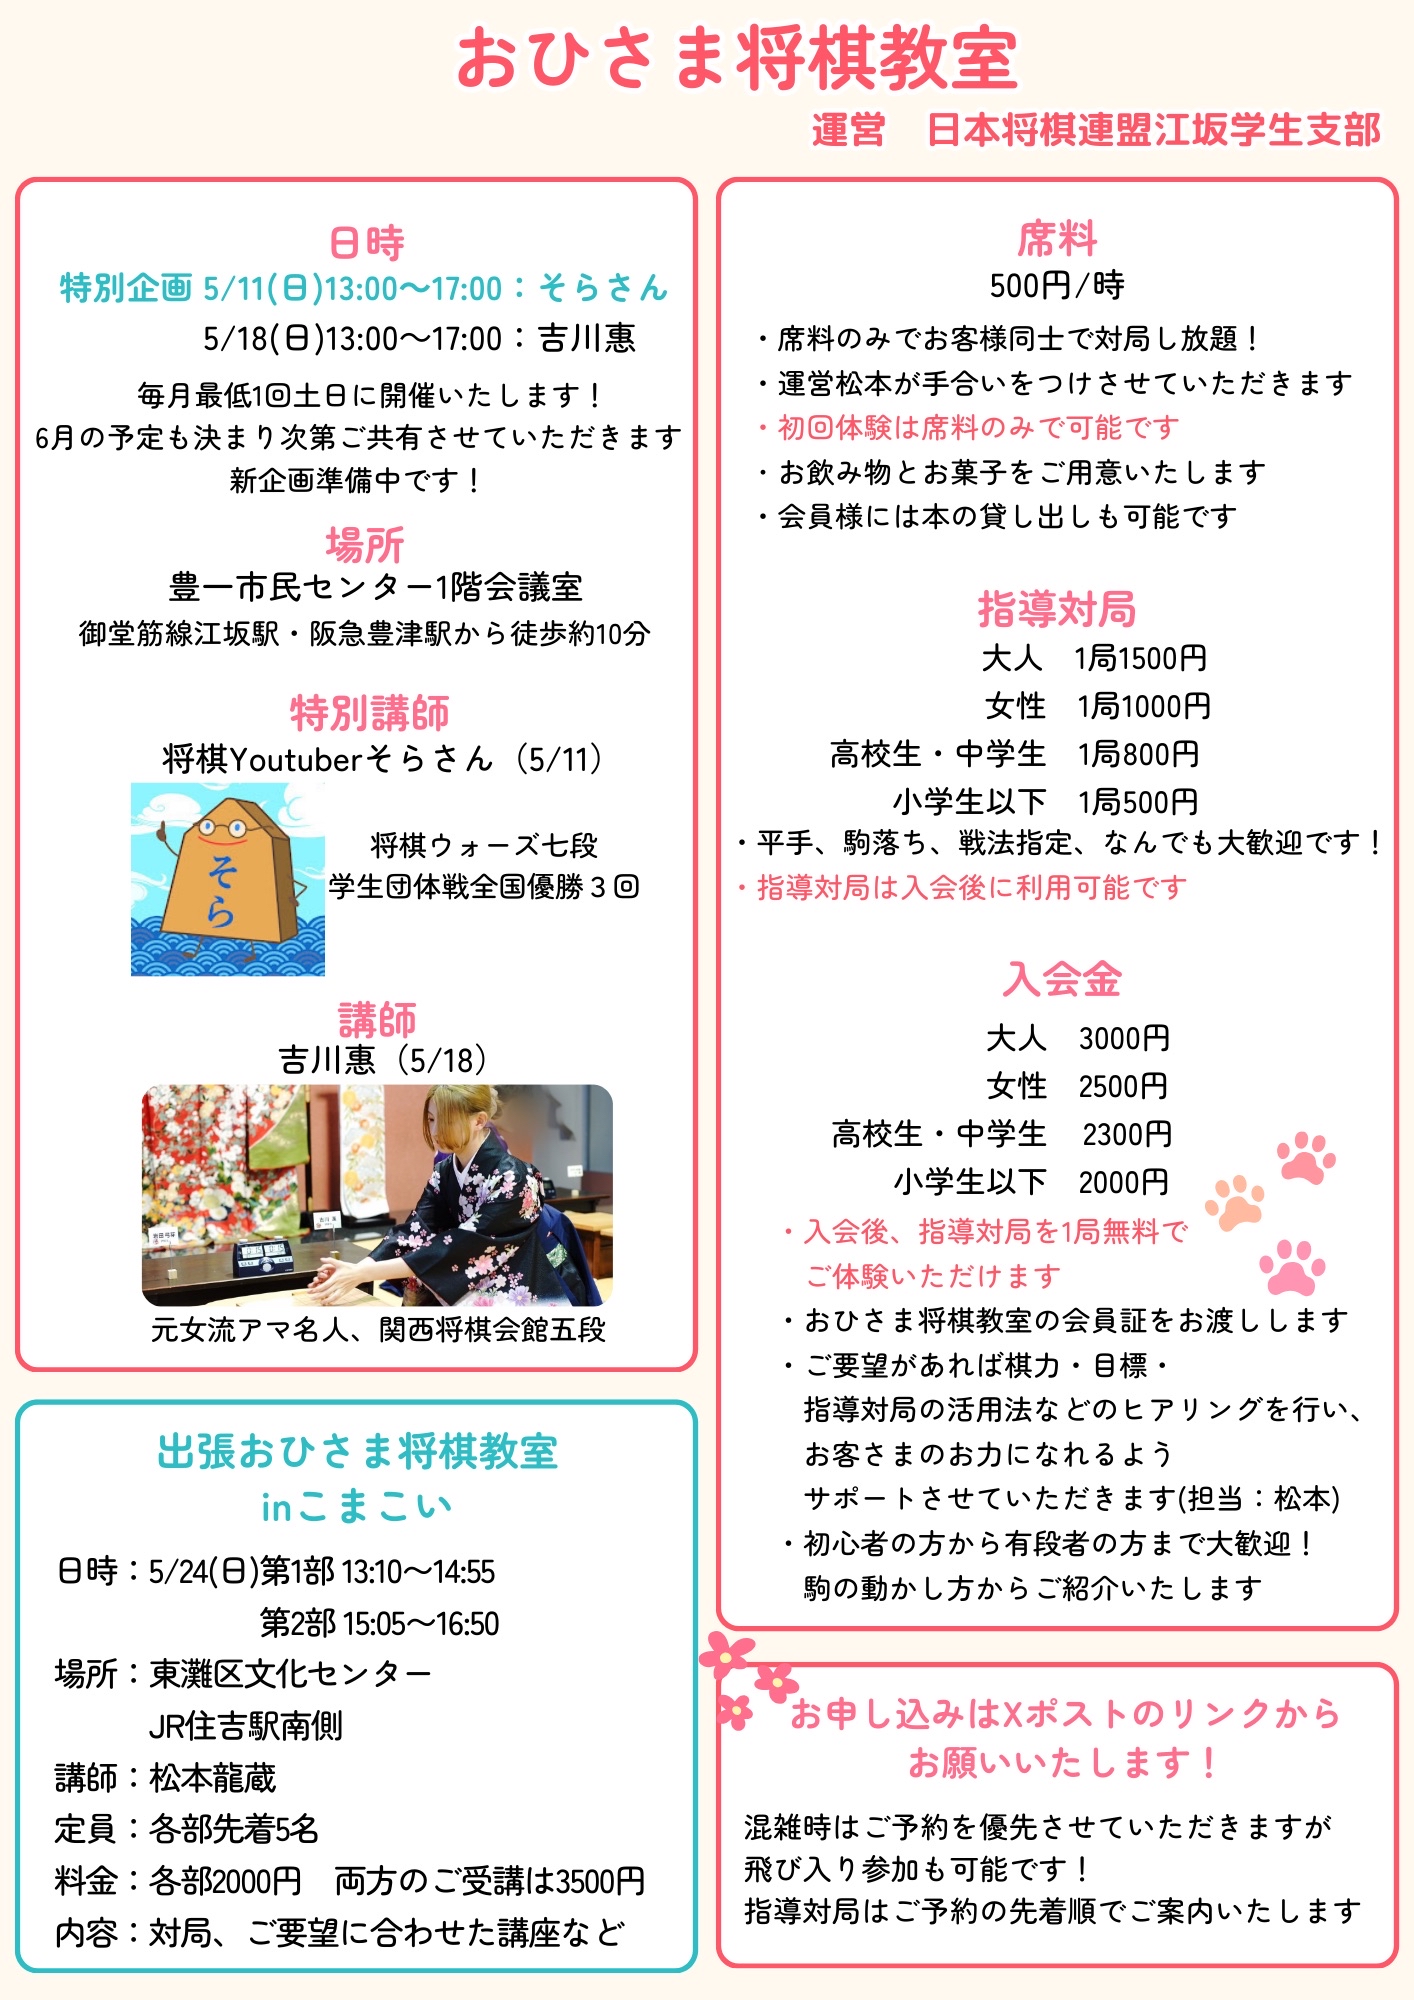 おひさま将棋教室
運営　日本将棋連盟江坂学生支部
日時
特別企画 5/11(日)13:00〜17:00：そらさん
5/18(日)13:00〜17:00：吉川惠
毎月最低1回土日に開催いたします！
6月の予定も決まり次第ご共有させていただきます
新企画準備中です！
場所
豊一市民センター1階会議室
御堂筋線江坂駅・阪急豊津駅から徒歩約10分
特別講師
将棋Youtuberそらさん（5/11）
そら
将棋ウォーズ七段
学生団体戦全国優勝３回
講師
吉川惠（5/18）
元女流アマ名人、関西将棋会館五段
出張おひさま将棋教室
inこまこい
日時：5/24(日)第1部 13:10〜14:55
第2部 15:05〜16:50
場所：東灘区文化センター
JR住吉駅南側
講師：松本龍蔵
定員：各部先着5名
料金：各部2000円　両方のご受講は3500円
内容：対局、ご要望に合わせた講座など
席料
500円/時
・席料のみでお客様同士で対局し放題！
・運営松本が手合いをつけさせていただきます
・初回体験は席料のみで可能です
・お飲み物とお菓子をご用意いたします
・会員様には本の貸し出しも可能です
指導対局
大人　1局1500円
女性　1局1000円
高校生・中学生　1局800円
小学生以下　1局500円
・平手、駒落ち、戦法指定、なんでも大歓迎です！
・指導対局は入会後に利用可能です
入会金
大人　3000円
女性　2500円
高校生・中学生　2300円
小学生以下　2000円
・入会後、指導対局を1局無料で
ご体験いただけます
・おひさま将棋教室の会員証をお渡しします
・ご要望があれば棋力・目標・
指導対局の活用法などのヒアリングを行い、
お客さまのお力になれるよう
サポートさせていただきます(担当：松本)
・初心者の方から有段者の方まで大歓迎！
駒の動かし方からご紹介いたします
お申し込みはXポストのリンクから
お願いいたします！
混雑時はご予約を優先させていただきますが
飛び入り参加も可能です！
指導対局はご予約の先着順でご案内いたします